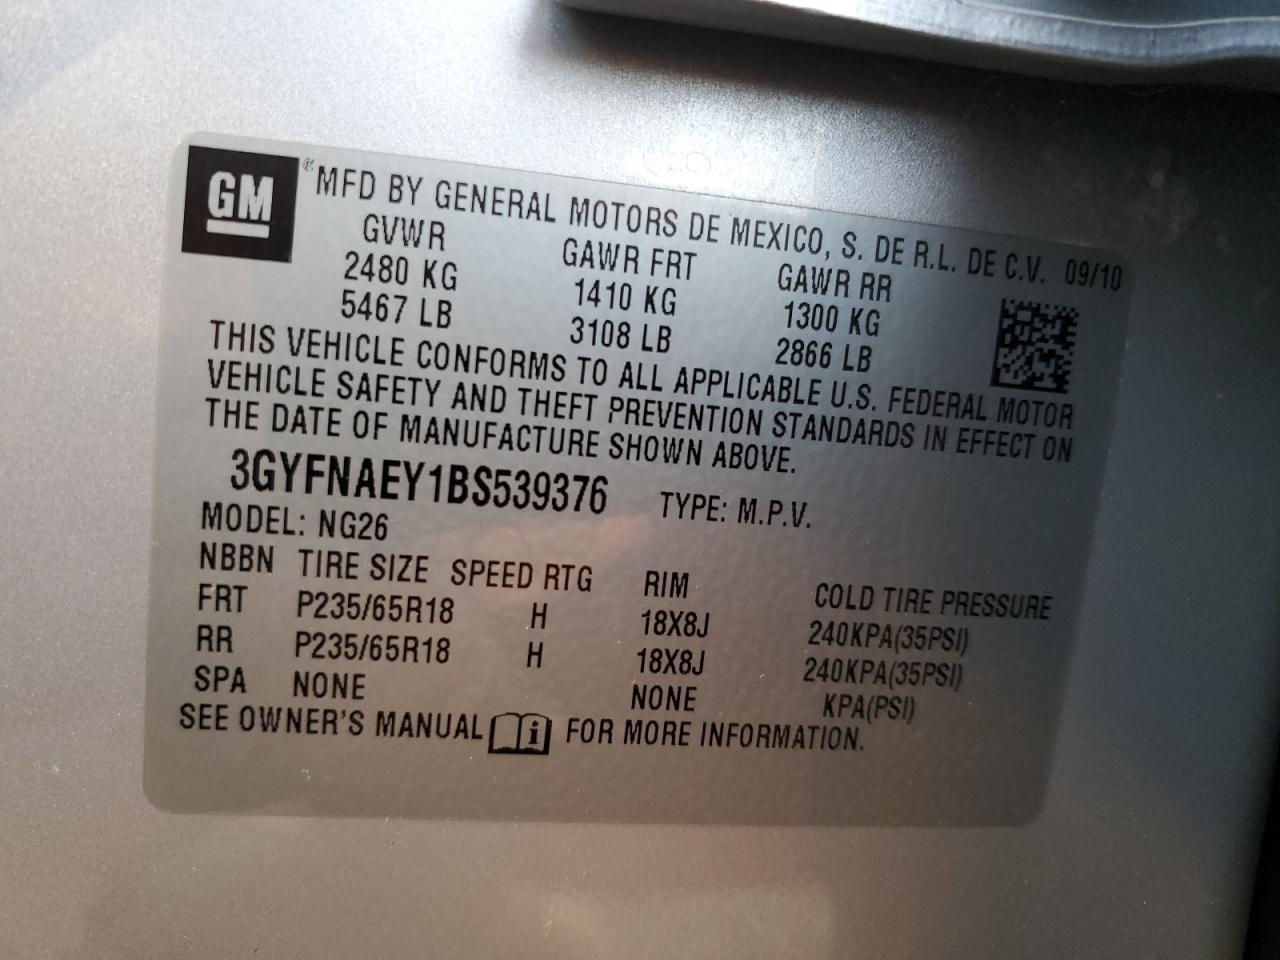 GM ® MFD BY GENERAL MOTORS DE MEXICO, S. DE R.L. DE C.V. 09/10
GVWR GAWR FRT GAWR RR
2480 KG 1410 KG 1300 KG
5467 LB 3108 LB 2866 LB
THIS VEHICLE CONFORMS TO ALL APPLICABLE U.S. FEDERAL MOTOR
VEHICLE SAFETY AND THEFT PREVENTION STANDARDS IN EFFECT ON
THE DATE OF MANUFACTURE SHOWN ABOVE.
3GYFNAEY1BS539376 TYPE: M.P.V.
MODEL: NG26
NBBN TIRE SIZE SPEED RTG RIM COLD TIRE PRESSURE
FRT P235/65R18 H 18X8J 240KPA(35PSI)
RR P235/65R18 H 18X8J 240KPA(35PSI)
SPA NONE NONE KPA(PSI)
SEE OWNER'S MANUAL i FOR MORE INFORMATION.